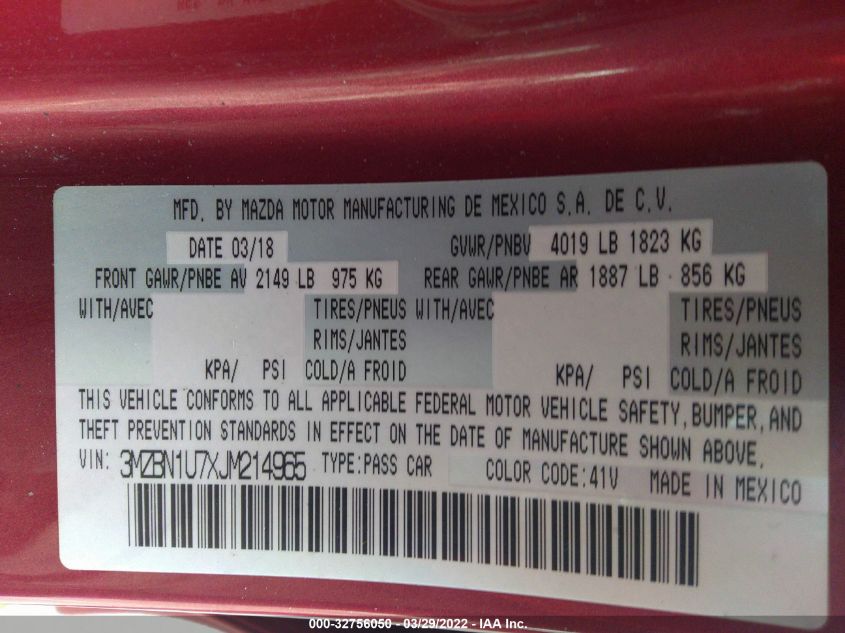 MFD. BY MAZDA MOTOR MANUFACTURING DE MEXICO S.A. DE C.V.
DATE 03/18 GVWR/PNBV 4019 LB 1823 KG
FRONT GAWR/PNBE AV 2149 LB 975 KG REAR GAWR/PNBE AR 1887 LB 856 KG
WITH/AVEC TIRES/PNEUS WITH/AVEC TIRES/PNEUS
RIMS/JANTES RIMS/JANTES
KPA/ PSI COLD/A FROID KPA/ PSI COLD/A FROID
THIS VEHICLE CONFORMS TO ALL APPLICABLE FEDERAL MOTOR VEHICLE SAFETY, BUMPER, AND
THEFT PREVENTION STANDARDS IN EFFECT ON THE DATE OF MANUFACTURE SHOWN ABOVE.
VIN: 3MZBN1U7XJM214965 TYPE:PASS CAR COLOR CODE:41V MADE IN MEXICO
000-32756050 - 03/29/2022 - IAA Inc.